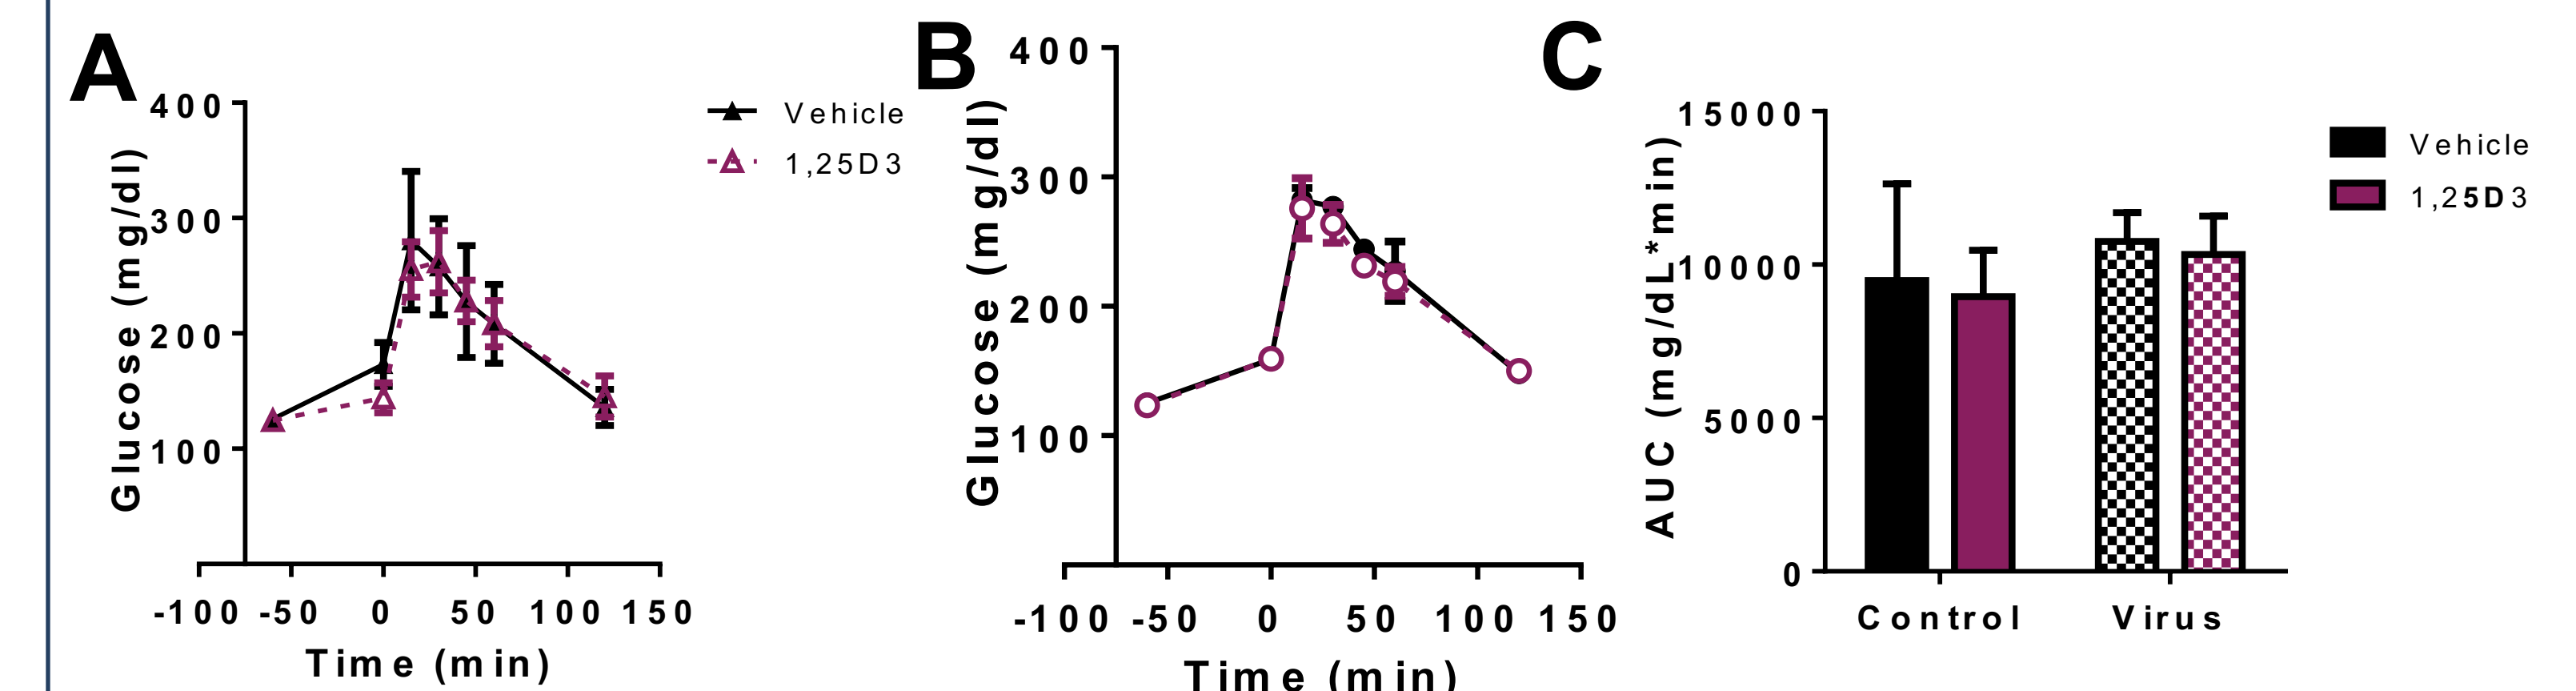 A
400
300
200
100
Glucose (mg/dl)
-100 -50 0 50 100 150
Time (min)
Vehicle
1,25D3
B
400
300
200
100
Glucose (mg/dl)
-100 -50 0 50 100 150
Time (min)
C
15000
10000
5000
0
AUC (mg/dL*min)
Control Virus
Vehicle
1,25D3